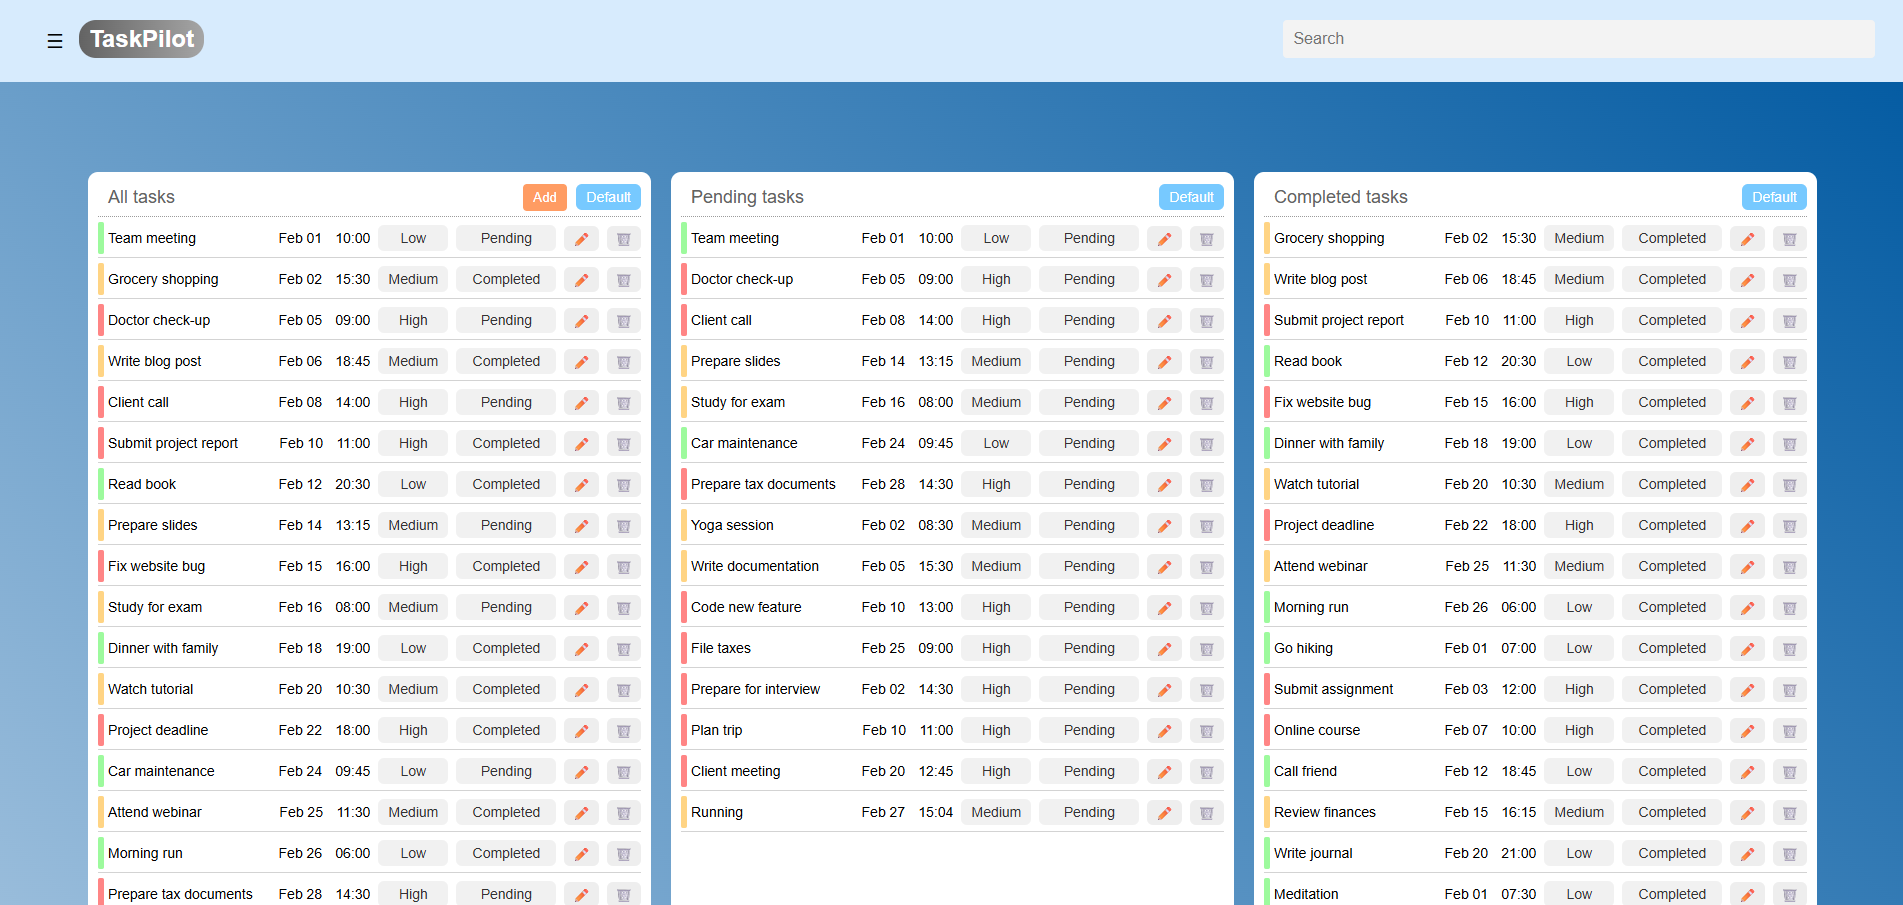 ☰ TaskPilot
Search
All tasks Add Default
Team meeting Feb 01 10:00 Low Pending
Grocery shopping Feb 02 15:30 Medium Completed
Doctor check-up Feb 05 09:00 High Pending
Write blog post Feb 06 18:45 Medium Completed
Client call Feb 08 14:00 High Pending
Submit project report Feb 10 11:00 High Completed
Read book Feb 12 20:30 Low Completed
Prepare slides Feb 14 13:15 Medium Pending
Fix website bug Feb 15 16:00 High Completed
Study for exam Feb 16 08:00 Medium Pending
Dinner with family Feb 18 19:00 Low Completed
Watch tutorial Feb 20 10:30 Medium Completed
Project deadline Feb 22 18:00 High Completed
Car maintenance Feb 24 09:45 Low Pending
Attend webinar Feb 25 11:30 Medium Completed
Morning run Feb 26 06:00 Low Completed
Prepare tax documents Feb 28 14:30 High Pending
Pending tasks Default
Team meeting Feb 01 10:00 Low Pending
Doctor check-up Feb 05 09:00 High Pending
Client call Feb 08 14:00 High Pending
Prepare slides Feb 14 13:15 Medium Pending
Study for exam Feb 16 08:00 Medium Pending
Car maintenance Feb 24 09:45 Low Pending
Prepare tax documents Feb 28 14:30 High Pending
Yoga session Feb 02 08:30 Medium Pending
Write documentation Feb 05 15:30 Medium Pending
Code new feature Feb 10 13:00 High Pending
File taxes Feb 25 09:00 High Pending
Prepare for interview Feb 02 14:30 High Pending
Plan trip Feb 10 11:00 High Pending
Client meeting Feb 20 12:45 High Pending
Running Feb 27 15:04 Medium Pending
Completed tasks Default
Grocery shopping Feb 02 15:30 Medium Completed
Write blog post Feb 06 18:45 Medium Completed
Submit project report Feb 10 11:00 High Completed
Read book Feb 12 20:30 Low Completed
Fix website bug Feb 15 16:00 High Completed
Dinner with family Feb 18 19:00 Low Completed
Watch tutorial Feb 20 10:30 Medium Completed
Project deadline Feb 22 18:00 High Completed
Attend webinar Feb 25 11:30 Medium Completed
Morning run Feb 26 06:00 Low Completed
Go hiking Feb 01 07:00 Low Completed
Submit assignment Feb 03 12:00 High Completed
Online course Feb 07 10:00 High Completed
Call friend Feb 12 18:45 Low Completed
Review finances Feb 15 16:15 Medium Completed
Write journal Feb 20 21:00 Low Completed
Meditation Feb 01 07:30 Low Completed